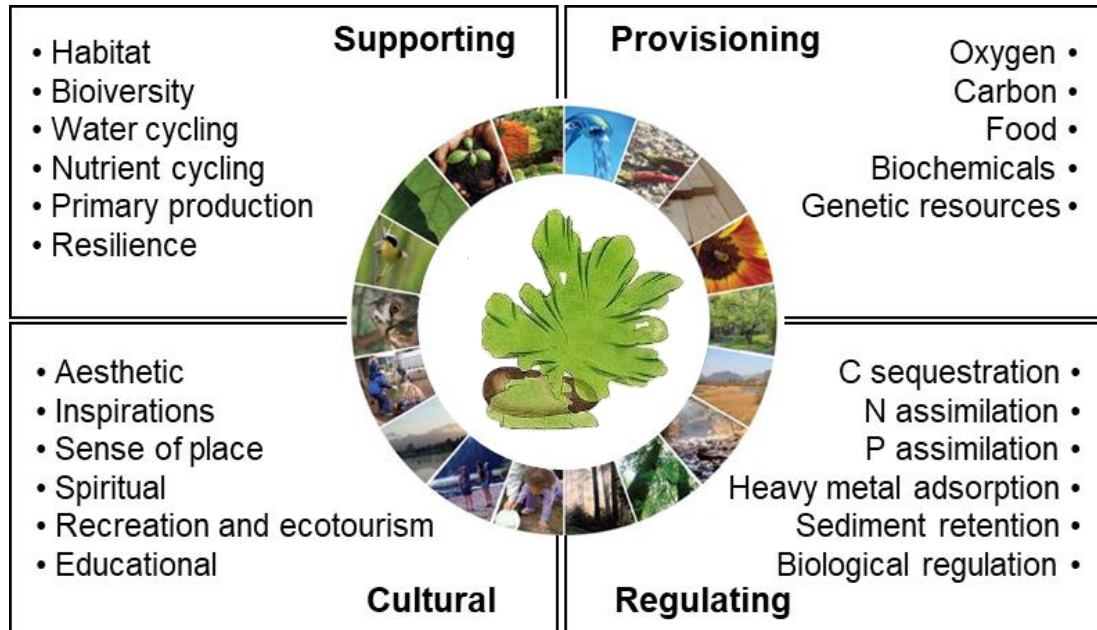 Supporting
• Habitat
• Bioiversity
• Water cycling
• Nutrient cycling
• Primary production
• Resilience
Provisioning
Oxygen •
Carbon •
Food •
Biochemicals •
Genetic resources •
• Aesthetic
• Inspirations
• Sense of place
• Spiritual
• Recreation and ecotourism
• Educational
Cultural
C sequestration •
N assimilation •
P assimilation •
Heavy metal adsorption •
Sediment retention •
Biological regulation •
Regulating